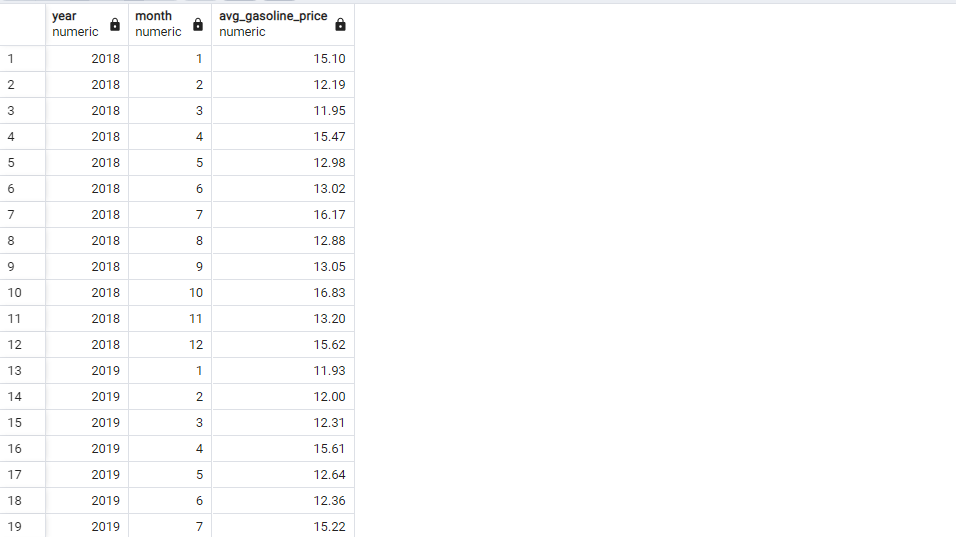 year month avg_gasoline_price
numeric numeric numeric
1 2018 1 15.10
2 2018 2 12.19
3 2018 3 11.95
4 2018 4 15.47
5 2018 5 12.98
6 2018 6 13.02
7 2018 7 16.17
8 2018 8 12.88
9 2018 9 13.05
10 2018 10 16.83
11 2018 11 13.20
12 2018 12 15.62
13 2019 1 11.93
14 2019 2 12.00
15 2019 3 12.31
16 2019 4 15.61
17 2019 5 12.64
18 2019 6 12.36
19 2019 7 15.22